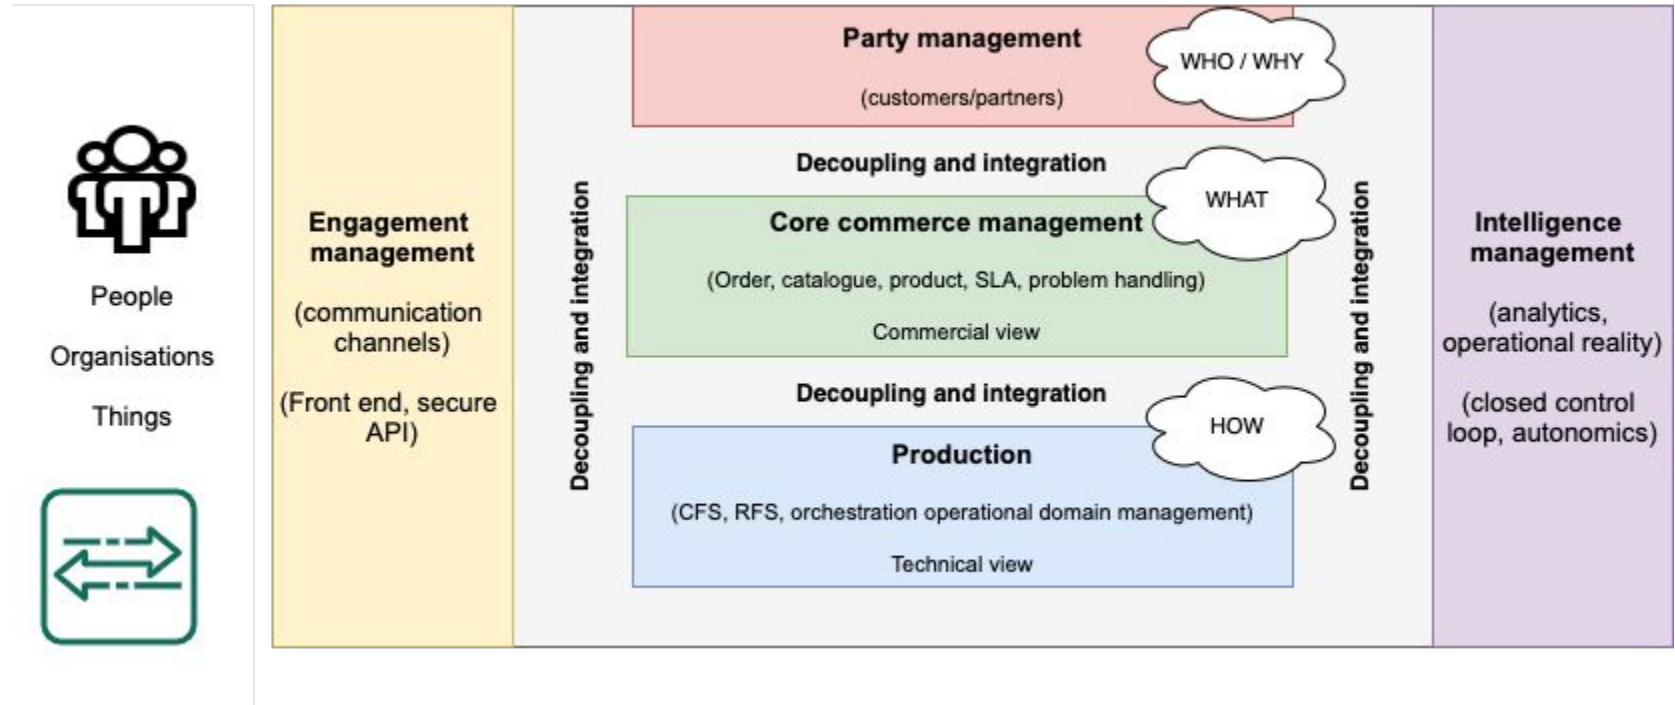 People
Organisations
Things
Engagement
management
(communication
channels)
(Front end, secure
API)
Decoupling and integration
Party management
(customers/partners)
WHO / WHY
Decoupling and integration
WHAT
Core commerce management
(Order, catalogue, product, SLA, problem handling)
Commercial view
Decoupling and integration
HOW
Production
(CFS, RFS, orchestration operational domain management)
Technical view
Decoupling and integration
Intelligence
management
(analytics,
operational reality)
(closed control
loop, autonomics)